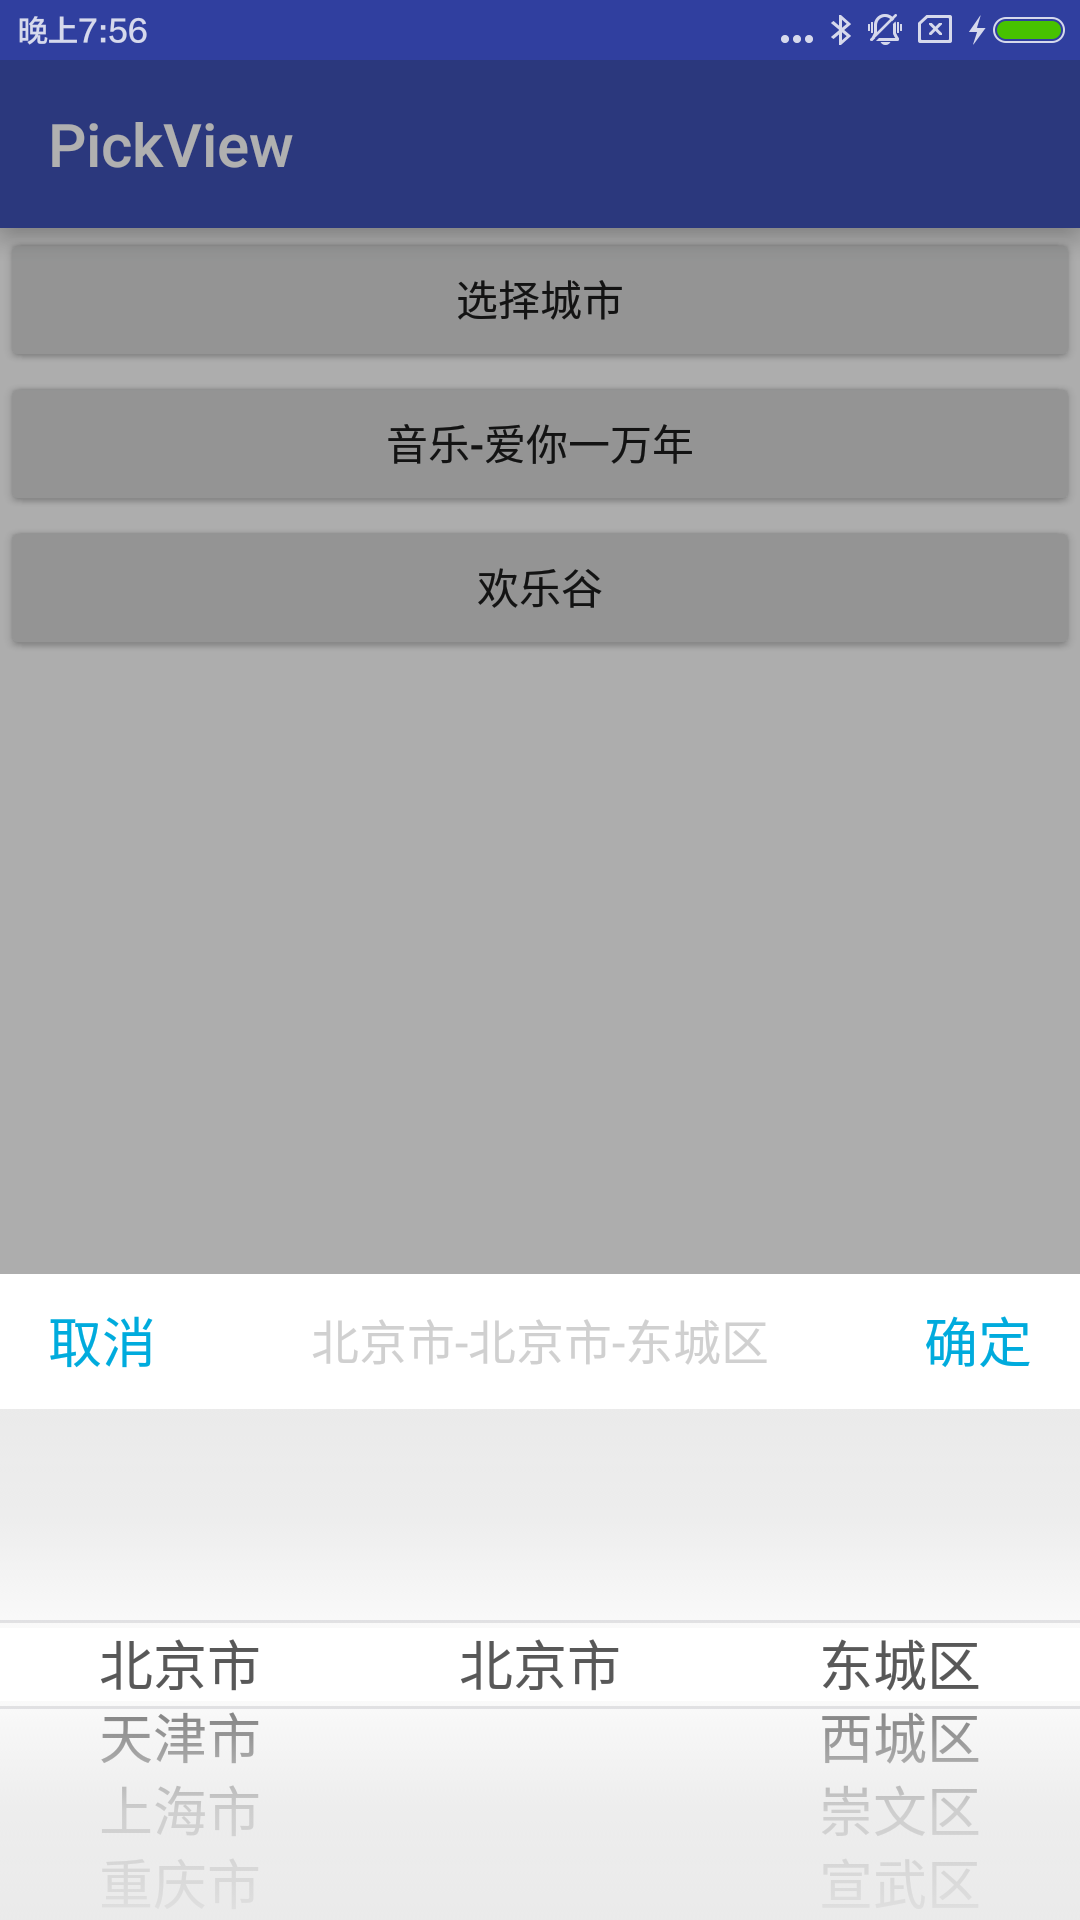 晚上7:56
PickView
选择城市
音乐-爱你一万年
欢乐谷
取消 北京市-北京市-东城区 确定
北京市 北京市 东城区
天津市 西城区
上海市 崇文区
重庆市 宣武区